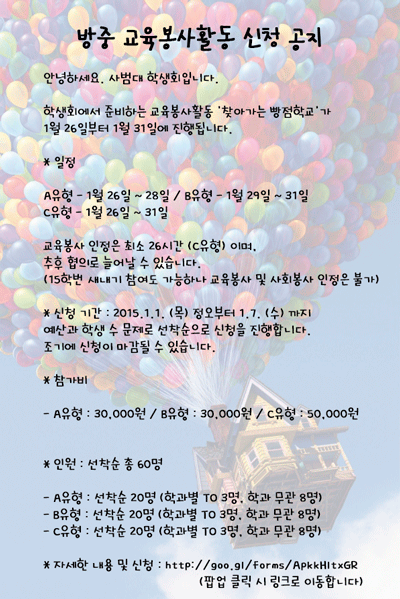 방중 교육봉사활동 신청 공지
안녕하세요. 사범대 학생회입니다.
학생회에서 준비하는 교육봉사활동 '찾아가는 빵점학교'가
1월 26일부터 1월 31일에 진행됩니다.
* 일정
A유형 - 1월 26일 ~ 28일 / B유형 - 1월 29일 ~ 31일
C유형 - 1월 26일 ~ 31일
교육봉사 인정은 최소 26시간 (C유형) 이며,
추후 협의로 늘어날 수 있습니다.
(15학번 새내기 참여도 가능하나 교육봉사 및 사회봉사 인정은 불가)
* 신청 기간 : 2015.1.1. (목) 정오부터 1.7. (수) 까지
예산과 학생 수 문제로 선착순으로 신청을 진행합니다.
조기에 신청이 마감될 수 있습니다.
* 참가비
- A유형 : 30,000원 / B유형 : 30,000원 / C유형 : 50,000원
* 인원 : 선착순 총 60명
- A유형 : 선착순 20명 (학과별 TO 3명, 학과 무관 8명)
- B유형 : 선착순 20명 (학과별 TO 3명, 학과 무관 8명)
- C유형 : 선착순 20명 (학과별 TO 3명, 학과 무관 8명)
* 자세한 내용 및 신청 : http://goo.gl/forms/ApkkHItxGR
(팝업 클릭 시 링크로 이동합니다)